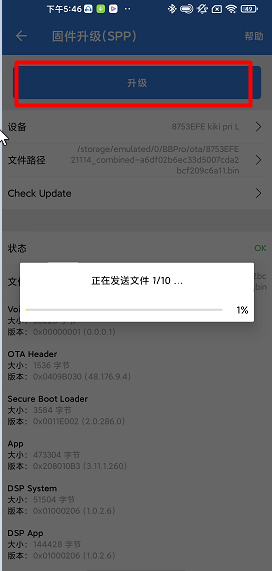 下午5:46
49
固件升级(SPP)
帮助
升级
设备
8753EFE kiki pri L
文件路径
/storage/emulated/0/BBPro/ota/8753EFE
21114_combined-a6df02b6ec33d5007cda2
bcf209c6a11.bin
Check Update
状态
OK
正在发送文件 1/10 ...
1%
版本: 0x00000001 (0.0.0.1)
OTA Header
大小: 1536 字节
版本: 0x0409B030 (48.176.9.4)
Secure Boot Loader
大小: 3584 字节
版本: 0x0011E002 (2.0.286.0)
App
大小: 473304 字节
版本: 0x208010B3 (3.11.1.260)
DSP System
大小: 51504 字节
版本: 0x01000206 (1.0.2.6)
DSP App
大小: 144428 字节
版本: 0x01000206 (1.0.2.6)